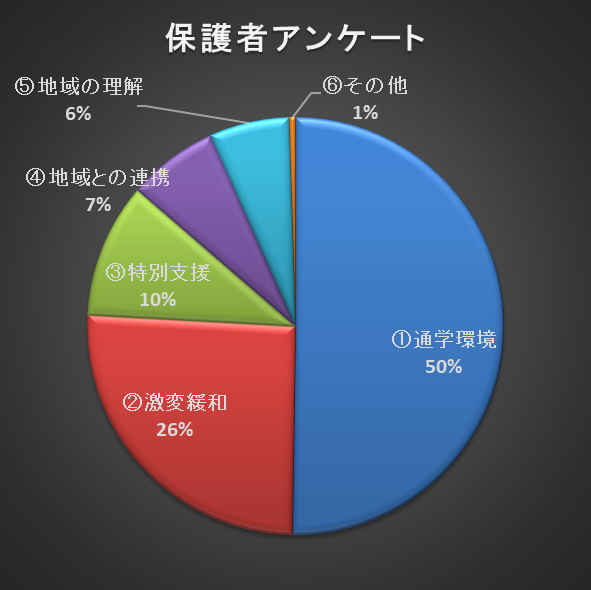 保護者アンケート
⑤地域の理解
6%
⑥その他
1%
④地域との連携
7%
③特別支援
10%
①通学環境
50%
②激変緩和
26%